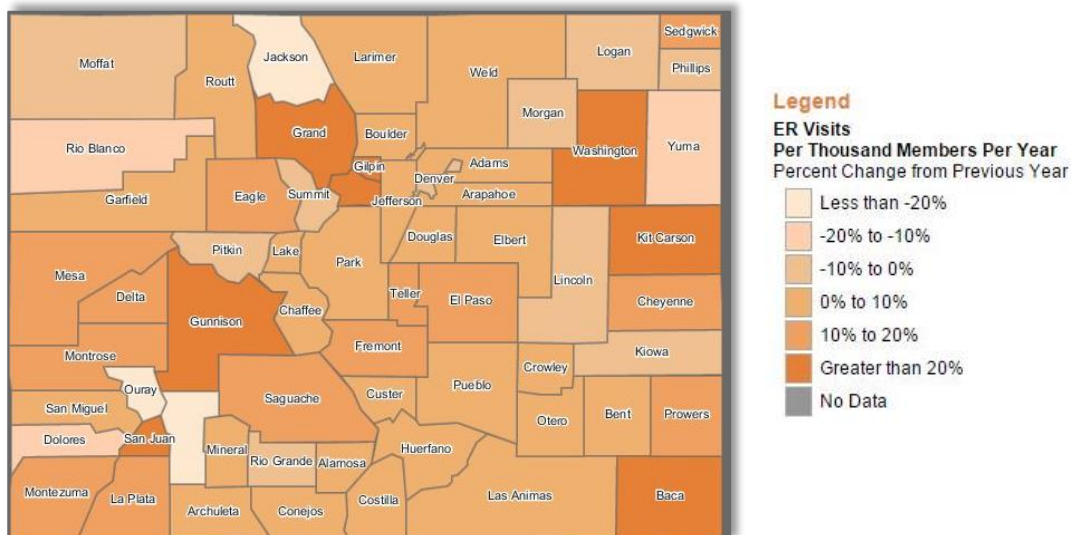 Sedgwick
Jackson
Logan
Larimer
Moffat
Phillips
Weld
Routt
Morgan
Grand
Boulder
Rio Blanco
Washington
Yuma
Gilpin
Adams
Denver
Eagle
Summit
Arapahoe
Garfield
Jefferson
Douglas
Elbert
Kit Carson
Pitkin
Lake
Park
Mesa
Lincoln
Teller
Delta
El Paso
Cheyenne
Chaffee
Gunnison
Fremont
Kiowa
Montrose
Crowley
Ouray
Pueblo
Custer
Saguache
San Miguel
Bent
Prowers
Otero
Dolores
San Juan
Mineral
Huerfano
Rio Grande
Alamosa
Montezuma
La Plata
Las Animas
Baca
Costilla
Archuleta
Conejos
Legend
ER Visits
Per Thousand Members Per Year
Percent Change from Previous Year
Less than -20%
-20% to -10%
-10% to 0%
0% to 10%
10% to 20%
Greater than 20%
No Data